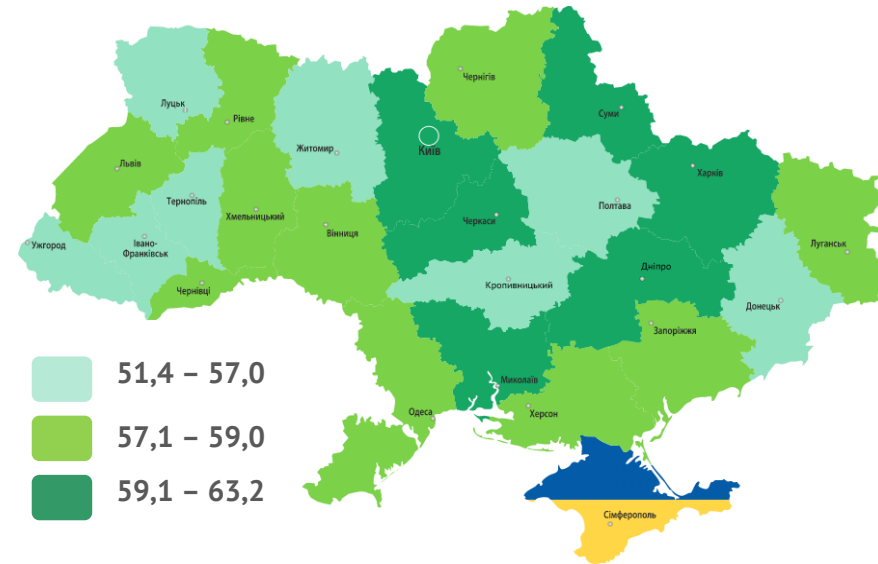 Чернігів
Луцьк
Рівне
Суми
Житомир
Київ
Львів
Харків
Тернопіль
Полтава
Хмельницький
Черкаси
Вінниця
Ужгород
Івано-
Франківськ
Луганськ
Дніпро
Чернівці
Кропивницький
Донецьк
Запоріжжя
51,4 – 57,0
Миколаїв
Одеса
Херсон
57,1 – 59,0
59,1 – 63,2
Сімферополь